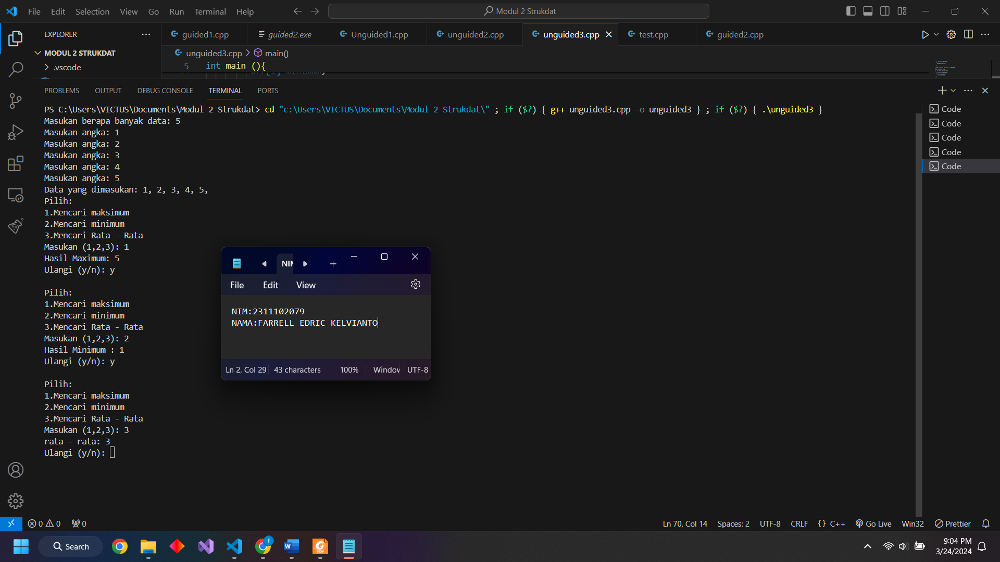 File Edit Selection View Go Run Terminal Help
Modul 2 Strukdat
EXPLORER
guided1.cpp
guided2.exe
Unguided1.cpp
unguided2.cpp
unguided3.cpp
test.cpp
guided2.cpp
MODUL 2 STRUKDAT
unguided3.cpp > main()
.vscode
5 int main (){
PROBLEMS OUTPUT DEBUG CONSOLE TERMINAL PORTS
PS C:\Users\VICTUS\Documents\Modul 2 Strukdat> cd "c:\Users\VICTUS\Documents\Modul 2 Strukdat\" ; if ($?) { g++ unguided3.cpp -o unguided3 } ; if ($?) { .\unguided3 }
Masukan berapa banyak data: 5
Masukan angka: 1
Masukan angka: 2
Masukan angka: 3
Masukan angka: 4
Masukan angka: 5
Data yang dimasukan: 1, 2, 3, 4, 5,
Pilih:
1.Mencari maksimum
2.Mencari minimum
3.Mencari Rata - Rata
Masukan (1,2,3): 1
Hasil Maximum: 5
Ulangi (y/n): y
Pilih:
1.Mencari maksimum
2.Mencari minimum
3.Mencari Rata - Rata
Masukan (1,2,3): 2
Hasil Minimum : 1
Ulangi (y/n): y
Pilih:
1.Mencari maksimum
2.Mencari minimum
3.Mencari Rata - Rata
Masukan (1,2,3): 3
rata - rata: 3
Ulangi (y/n):
Code
Code
Code
Code
Code
NIM
File Edit View
NIM:2311102079
NAMA:FARRELL EDRIC KELVIANTO
Ln 2, Col 29 43 characters 100% Window UTF-8
0 0 0 Ln 70, Col 14 Spaces: 2 UTF-8 CRLF {} C++ Go Live Win32 Prettier
Search
9:04 PM
3/24/2024